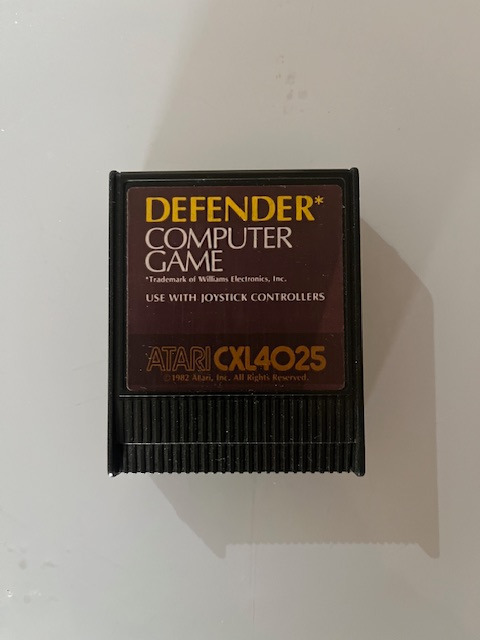 DEFENDER*
COMPUTER
GAME
*Trademark of Williams Electronics, Inc.
USE WITH JOYSTICK CONTROLLERS
ATARI CXL4025
©1982 Atari, Inc. All Rights Reserved.